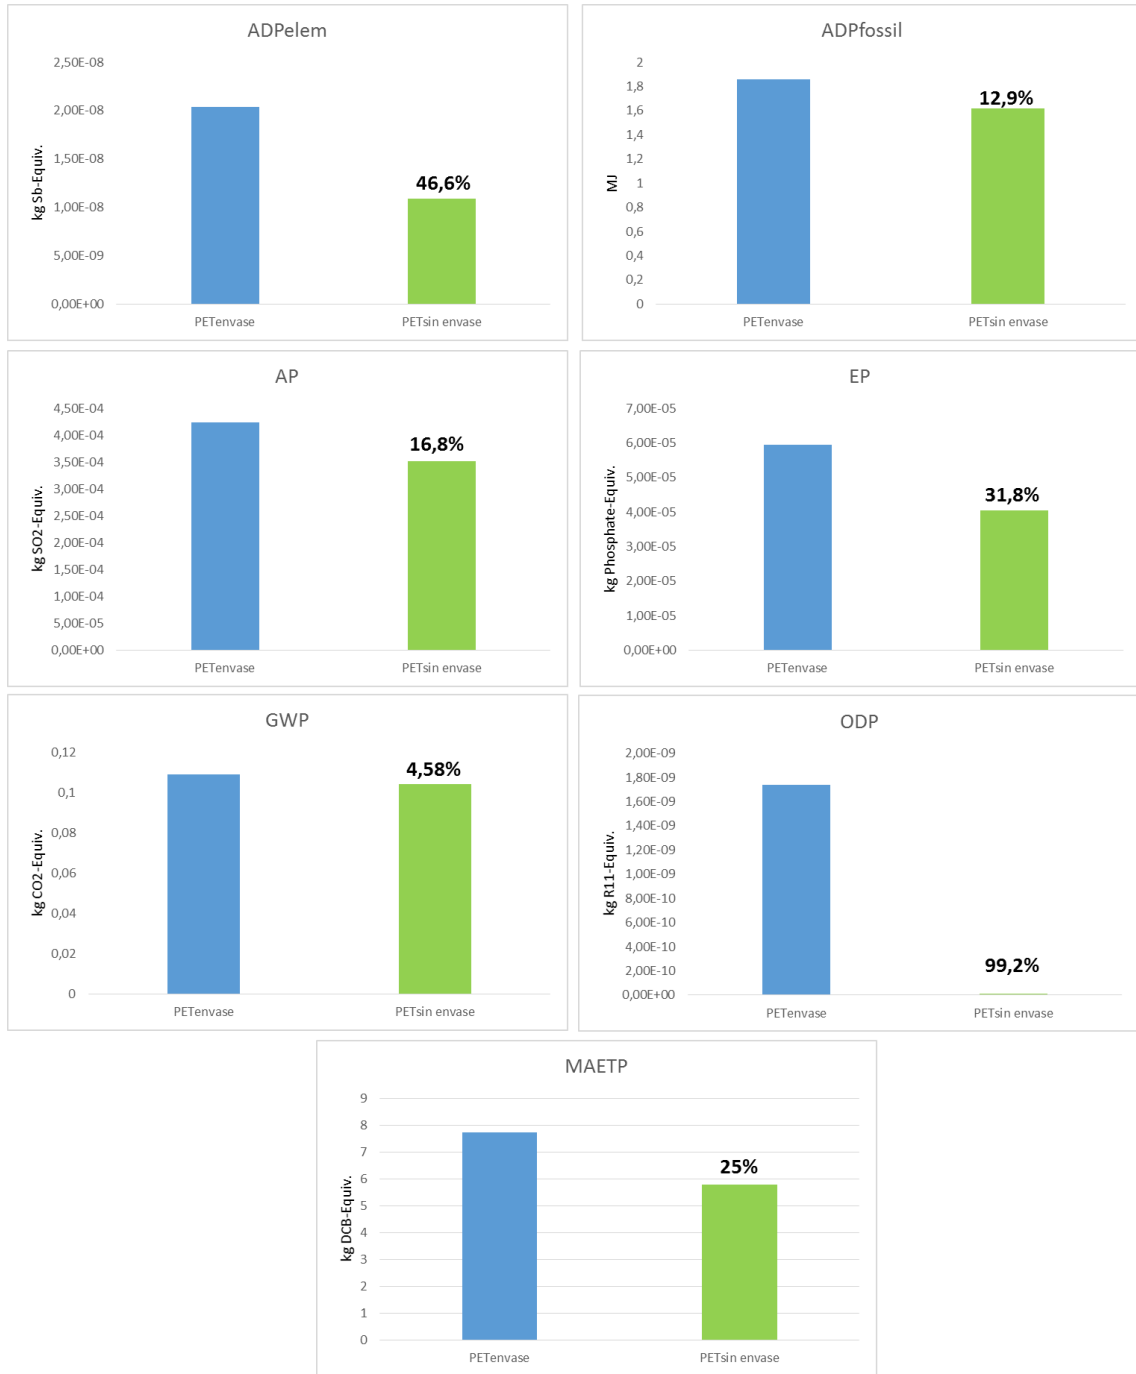 ADPelem
2,50E-08
2,00E-08
1,50E-08
1,00E-08
5,00E-09
0,00E+00
kg Sb-Equiv.
46,6%
PETenvase
PETsin envase
ADPfossil
2
1,8
1,6
1,4
1,2
1
0,8
0,6
0,4
0,2
0
MJ
12,9%
PETenvase
PETsin envase
AP
4,50E-04
4,00E-04
3,50E-04
3,00E-04
2,50E-04
2,00E-04
1,50E-04
1,00E-04
5,00E-05
0,00E+00
kg SO2-Equiv.
16,8%
PETenvase
PETsin envase
EP
7,00E-05
6,00E-05
5,00E-05
4,00E-05
3,00E-05
2,00E-05
1,00E-05
0,00E+00
kg Phosphate-Equiv.
31,8%
PETenvase
PETsin envase
GWP
0,12
0,1
0,08
0,06
0,04
0,02
0
kg CO2-Equiv.
4,58%
PETenvase
PETsin envase
ODP
2,00E-09
1,80E-09
1,60E-09
1,40E-09
1,20E-09
1,00E-09
8,00E-10
6,00E-10
4,00E-10
2,00E-10
0,00E+00
kg R11-Equiv.
99,2%
PETenvase
PETsin envase
MAETP
9
8
7
6
5
4
3
2
1
0
kg DCB-Equiv.
25%
PETenvase
PETsin envase